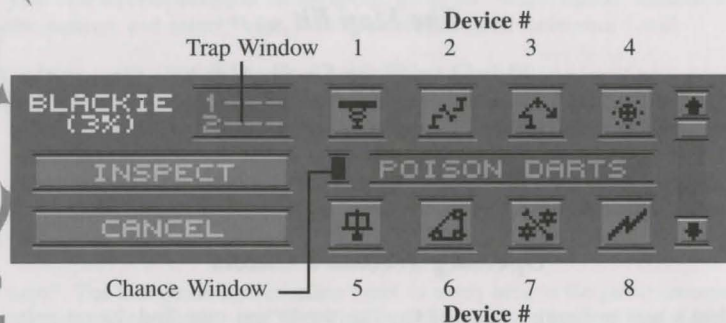 Device #
Trap Window 1 2 3 4
BLACKIE 1---
(3%) 2---
INSPECT POISON DARTS
CANCEL
Chance Window 5 6 7 8
Device #